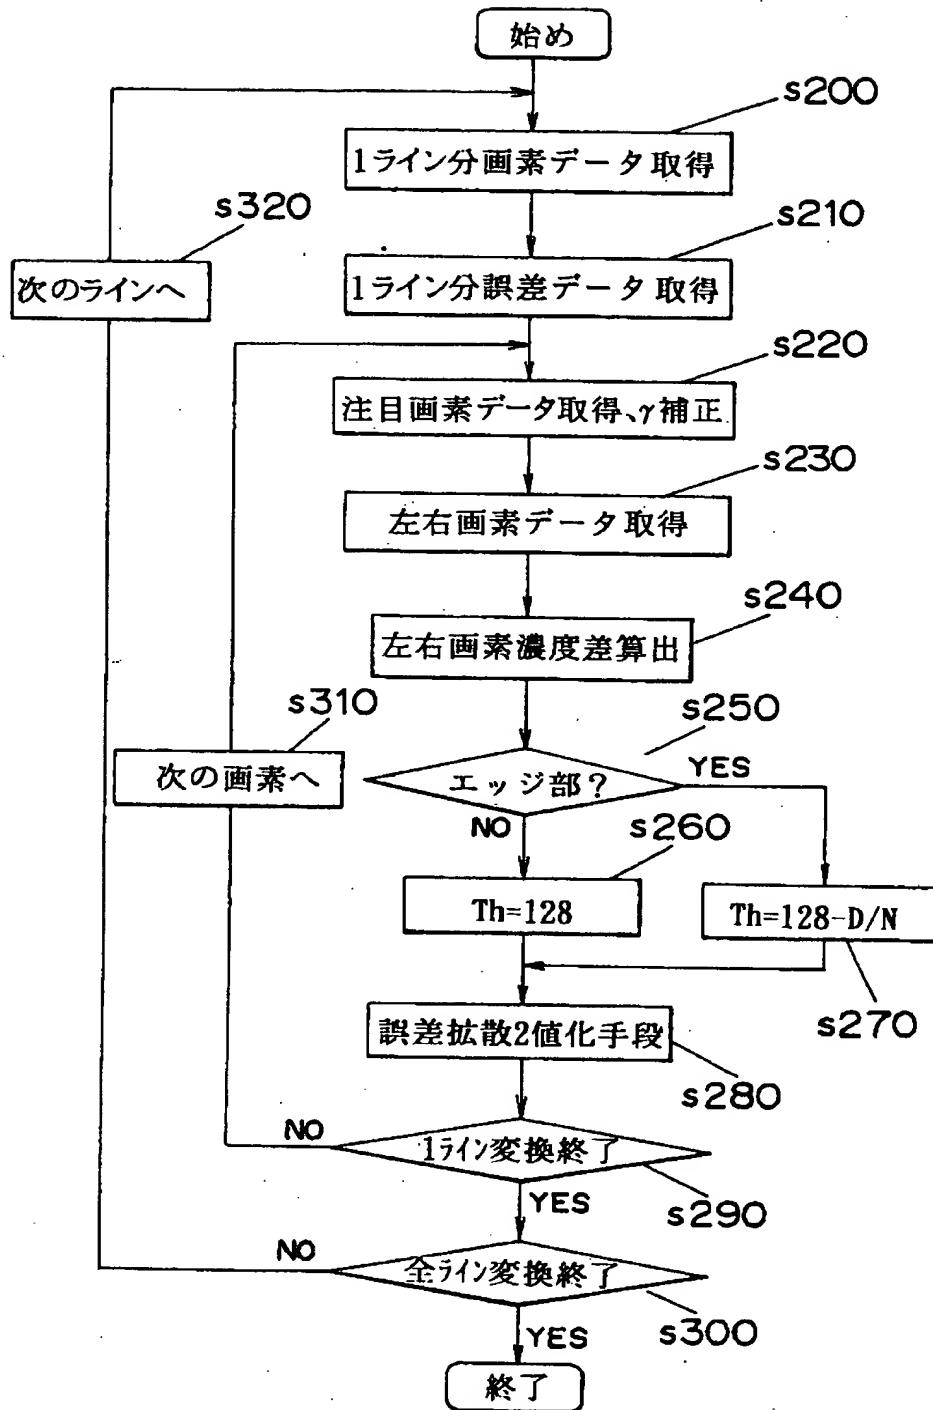 始め
s200
1ライン分画素データ取得
s320
s210
次のラインへ
1ライン分誤差データ取得
s220
注目画素データ取得、γ補正
s230
左右画素データ取得
s240
左右画素濃度差算出
s310
s250
次の画素へ
エッジ部?
YES
NO
s260
Th=128
Th=128-D/N
s270
誤差拡散2値化手段
s280
NO
1ライン変換終了
s290
YES
NO
全ライン変換終了
s300
YES
終了